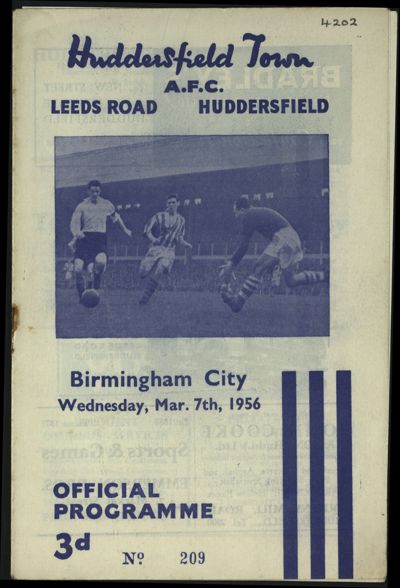 4202
Huddersfield Town
A.F.C.
LEEDS ROAD HUDDERSFIELD
Birmingham City
Wednesday, Mar. 7th, 1956
OFFICIAL
PROGRAMME
3d
Nº 209